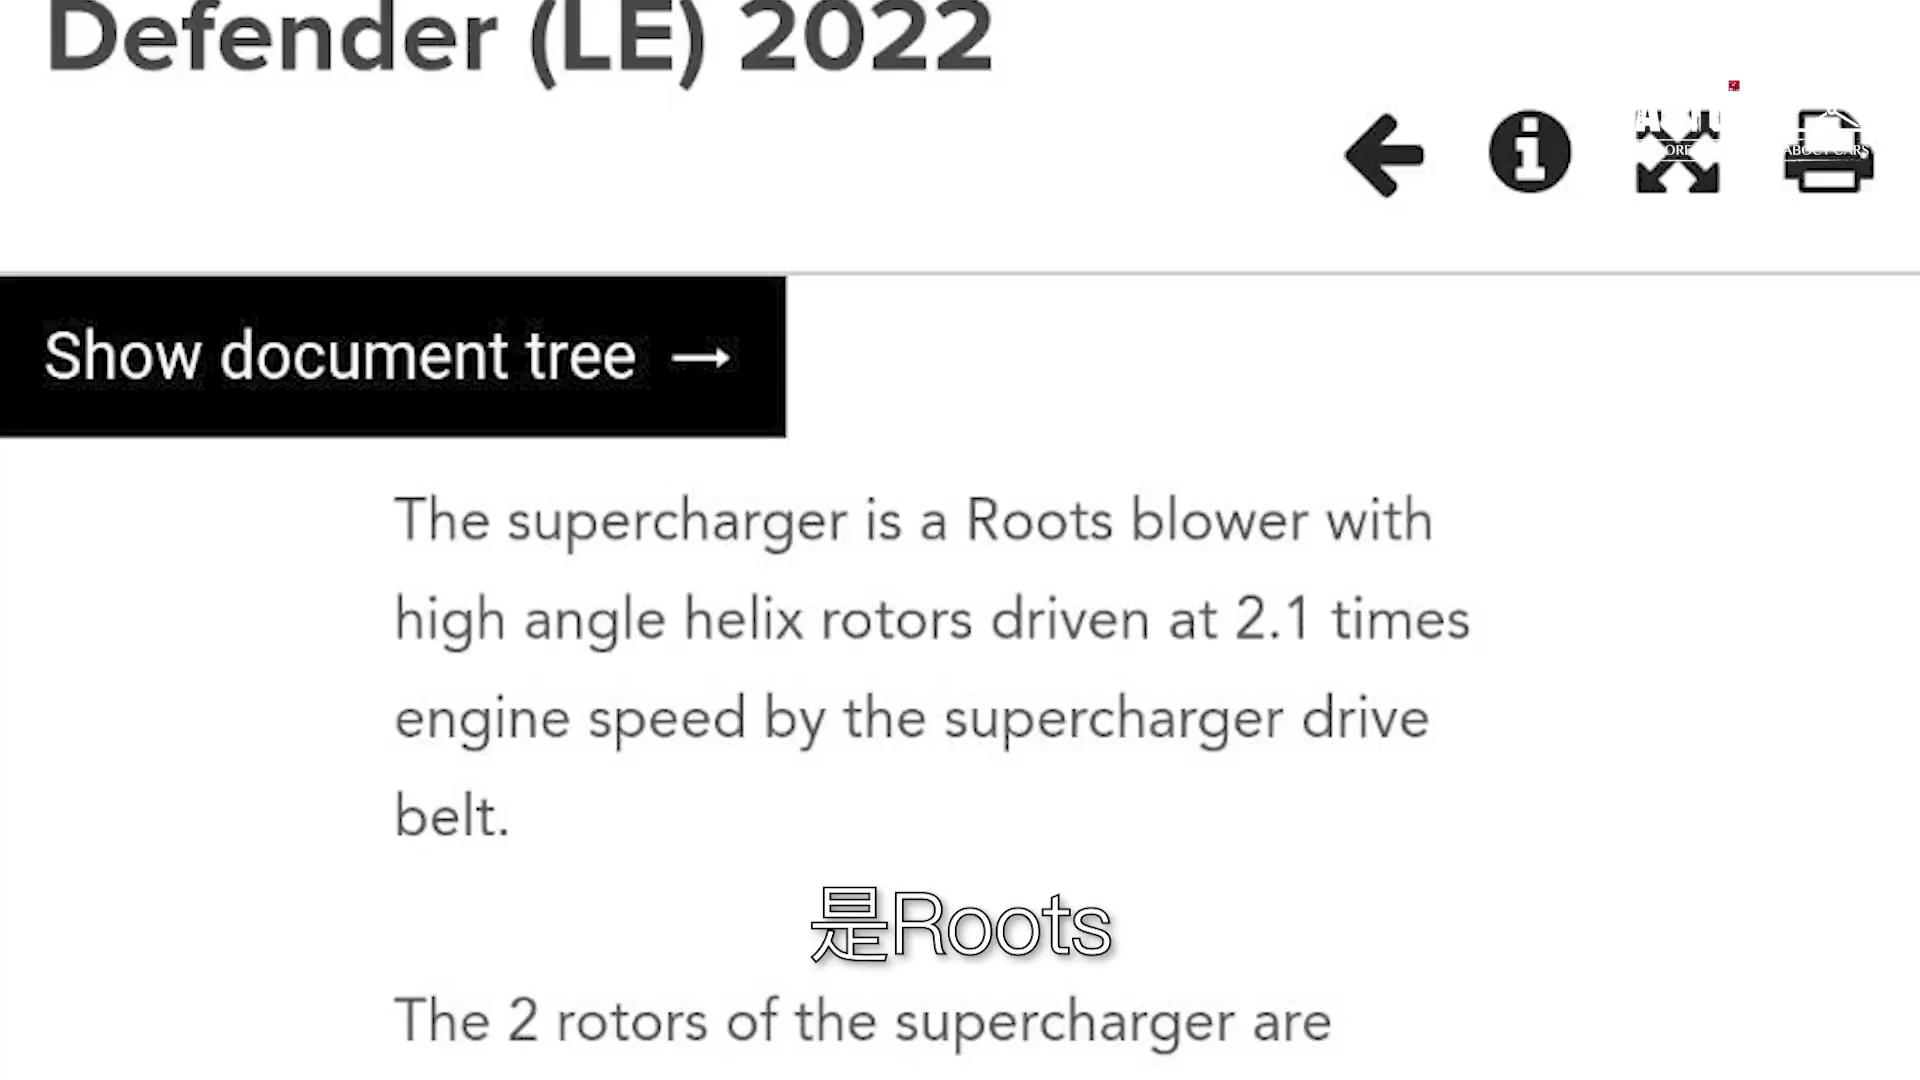 Defender (LE) 2022
ABOUT CARS
Show document tree →
The supercharger is a Roots blower with
high angle helix rotors driven at 2.1 times
engine speed by the supercharger drive
belt.
是Roots
The 2 rotors of the supercharger are